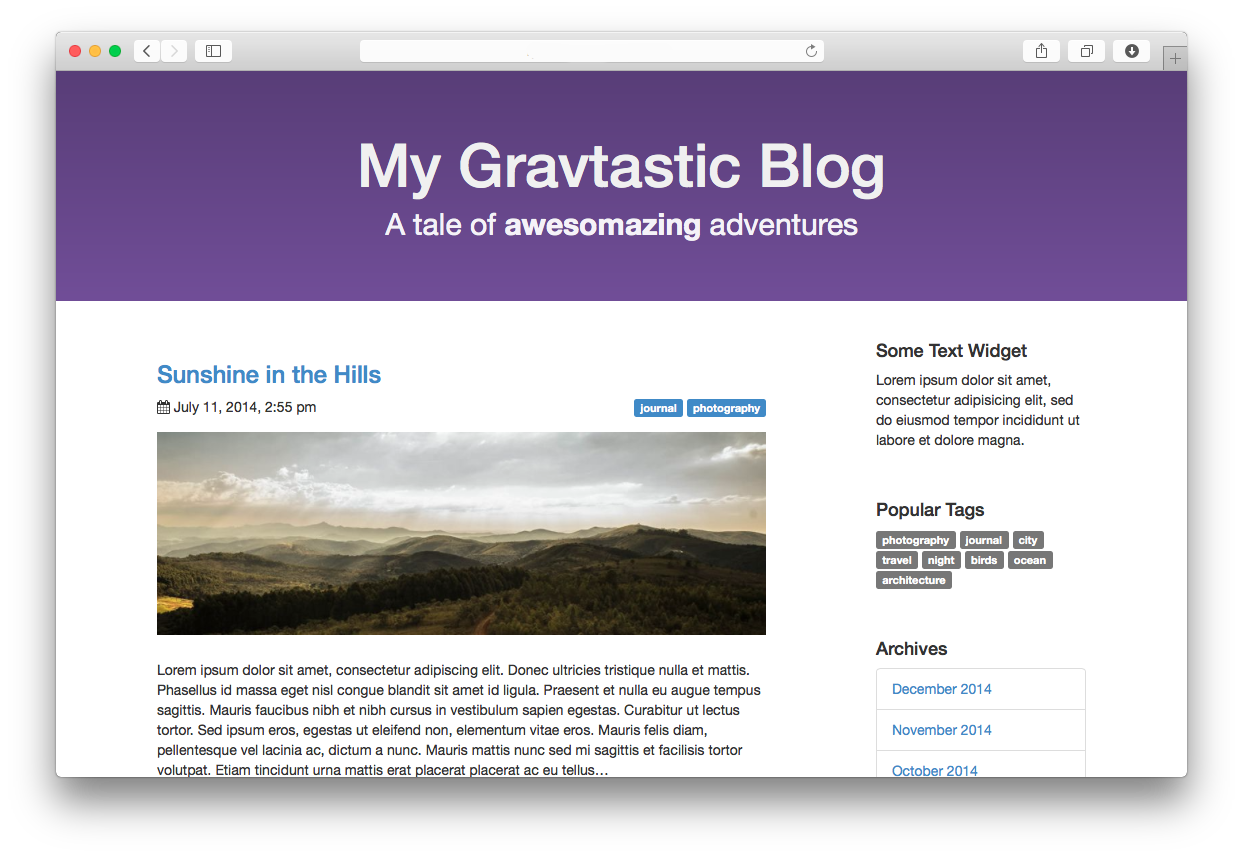 My Gravtastic Blog
A tale of awesomazing adventures
Sunshine in the Hills
July 11, 2014, 2:55 pm
journal photography
Lorem ipsum dolor sit amet, consectetur adipiscing elit. Donec ultricies tristique nulla et mattis.
Phasellus id massa eget nisl congue blandit sit amet id ligula. Praesent et nulla eu augue tempus
sagittis. Mauris faucibus nibh et nibh cursus in vestibulum sapien egestas. Curabitur ut lectus
tortor. Sed ipsum eros, egestas ut eleifend non, elementum vitae eros. Mauris felis diam,
pellentesque vel lacinia ac, dictum a nunc. Mauris mattis nunc sed mi sagittis et facilisis tortor
volutpat. Etiam tincidunt urna mattis erat placerat placerat ac eu tellus…
Some Text Widget
Lorem ipsum dolor sit amet,
consectetur adipisicing elit, sed
do eiusmod tempor incididunt ut
labore et dolore magna.
Popular Tags
photography journal city
travel night birds ocean
architecture
Archives
December 2014
November 2014
October 2014